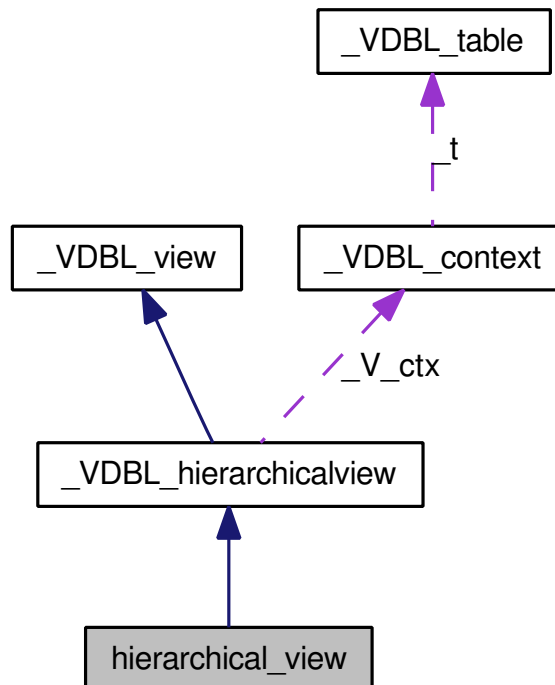 _VDBL_table
_t
_VDBL_view
_VDBL_context
_V_ctx
_VDBL_hierarchicalview
hierarchical_view